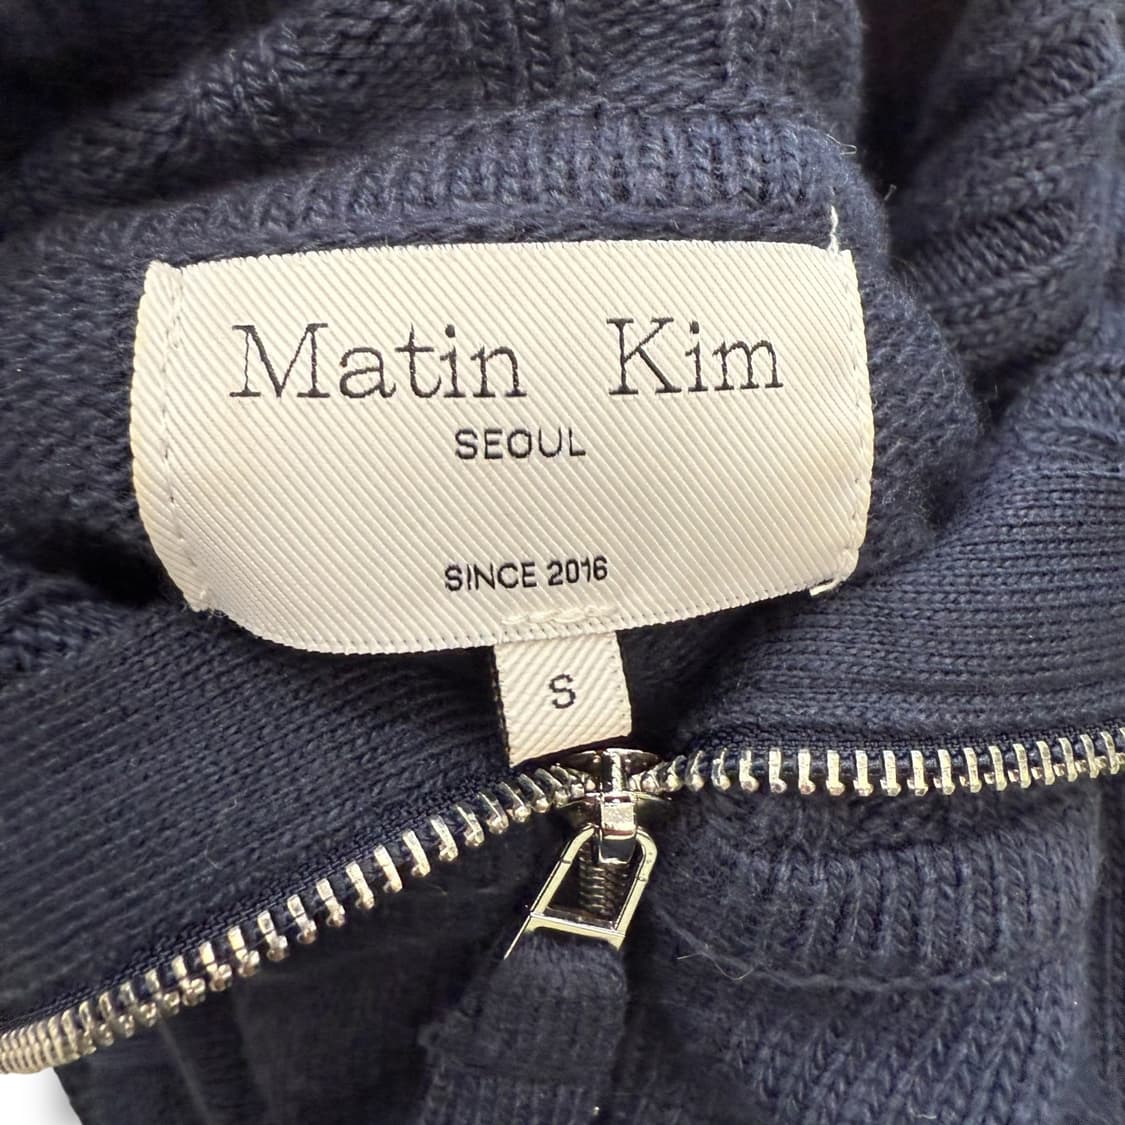 Matin Kim
SEOUL
SINCE 2016
S